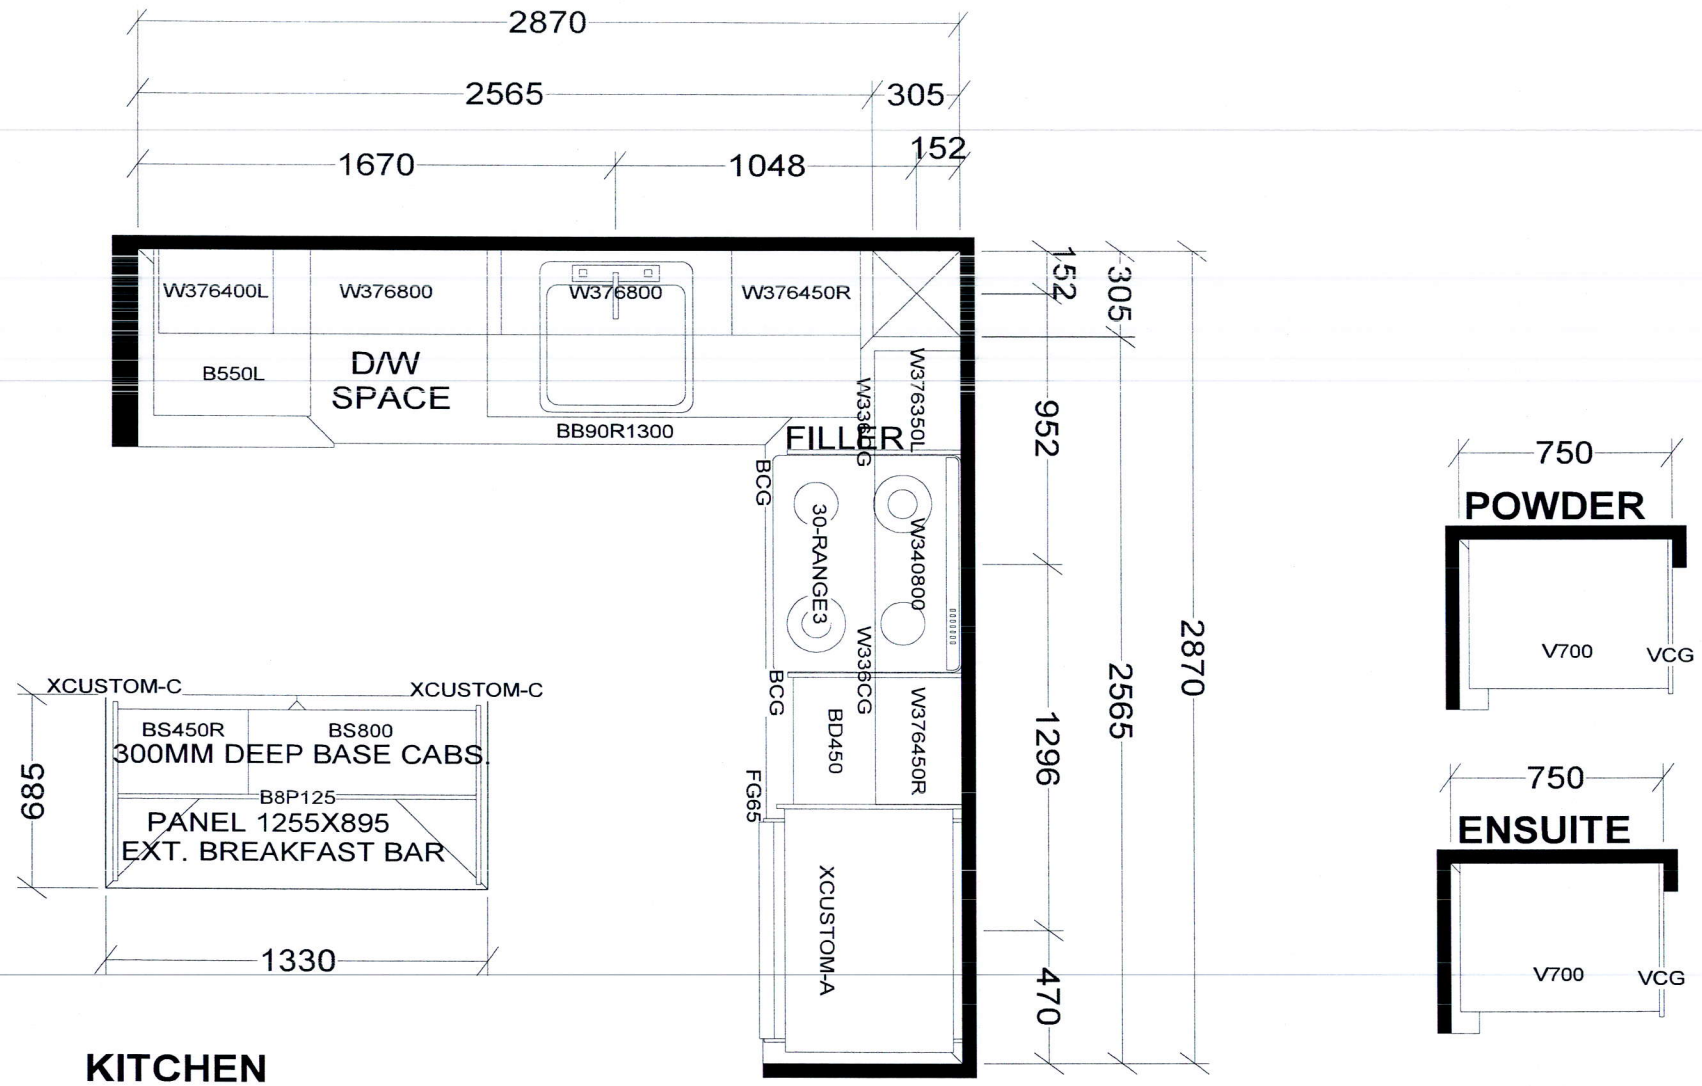 2870
2565
305
1670
1048
152
W376400L
W376800
W376800
W376450R
B550L
D/W
SPACE
BB90R1300
FILLER
W376350L
BCG
30-RANGE3
W340800
W336CG
BCG
BD450
W376450R
FG65
XCUSTOM-A
152
305
952
1296
2565
2870
470
XCUSTOM-C
XCUSTOM-C
BS450R
BS800
300MM DEEP BASE CABS.
B8P125
PANEL 1255X895
EXT. BREAKFAST BAR
685
1330
KITCHEN
750
POWDER
V700
VCG
750
ENSUITE
V700
VCG